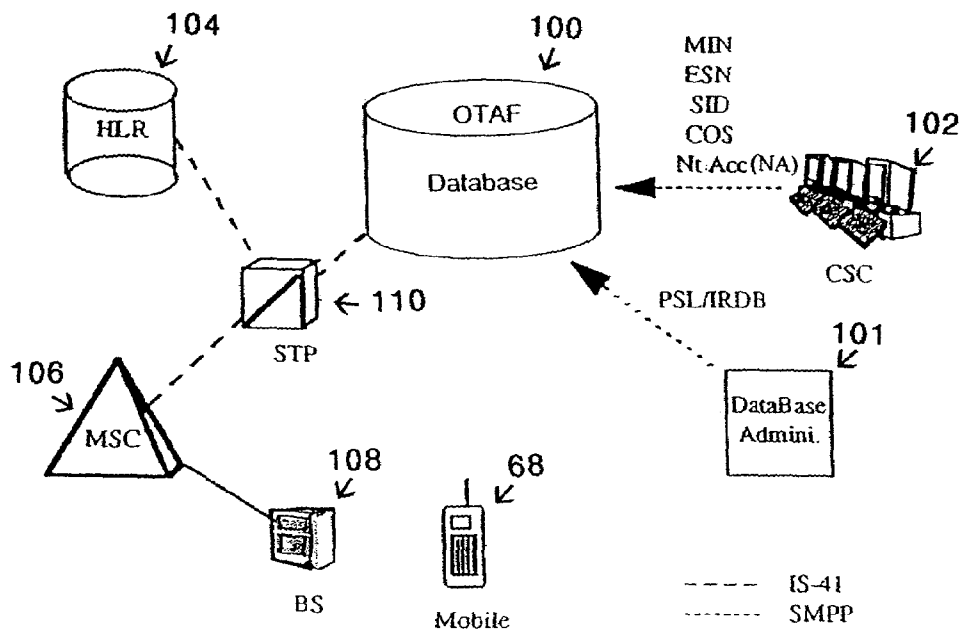 104
HLR
100
OTAF
Database
MIN
ESN
SID
COS
Nt.Acc(NA)
102
CSC
110
STP
PSL/IRDB
101
DataBase
Admini.
106
MSC
108
BS
68
Mobile
IS-41
SMPP